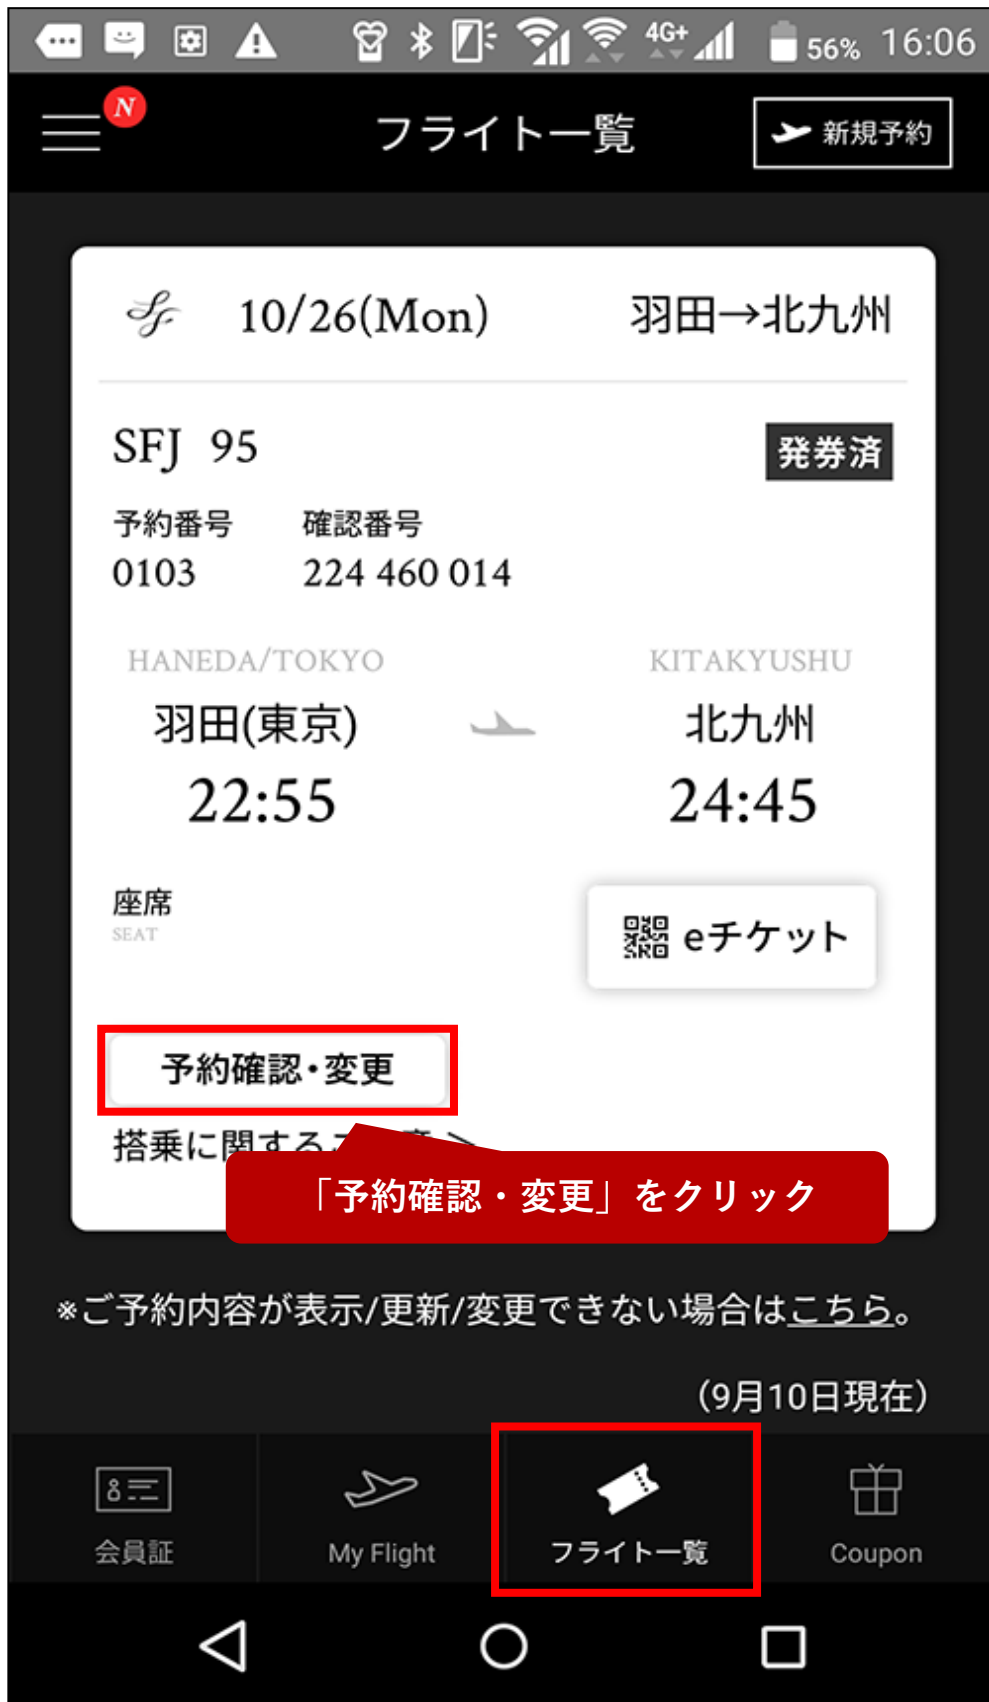 4G+ 56% 16:06
N
フライト一覧 新規予約
10/26(Mon) 羽田→北九州
SFJ 95 発券済
予約番号 確認番号
0103 224 460 014
HANEDA/TOKYO KITAKYUSHU
羽田(東京) 北九州
22:55 24:45
座席
SEAT
eチケット
予約確認・変更
搭乗に関するご
「予約確認・変更」をクリック
※ご予約内容が表示/更新/変更できない場合はこちら。
(9月10日現在)
会員証 My Flight フライト一覧 Coupon